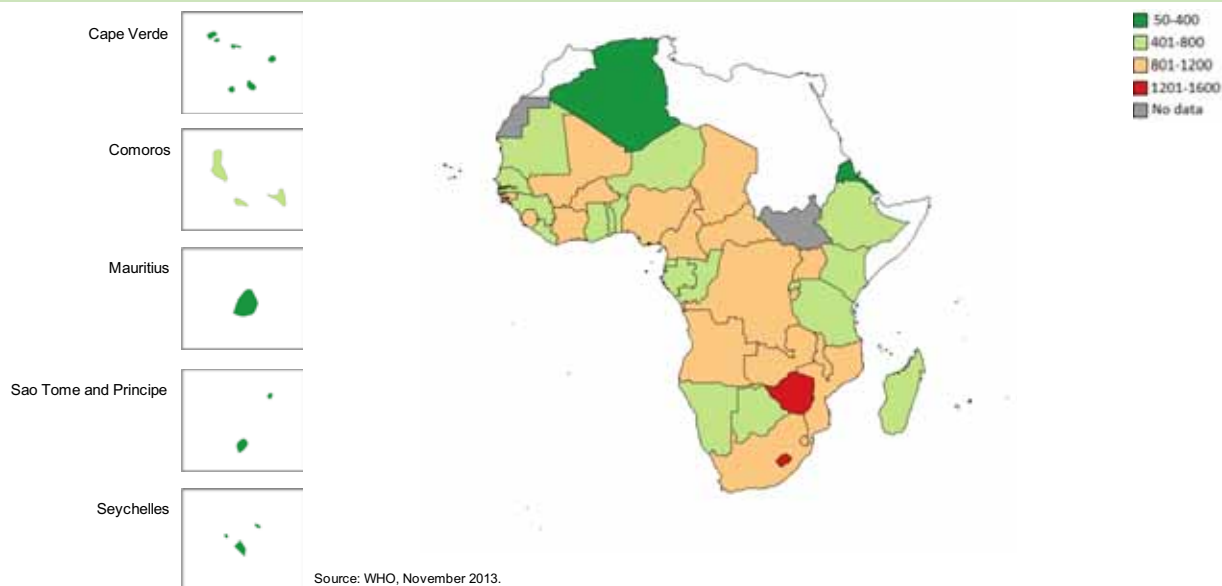 Cape Verde
Comoros
Mauritius
Sao Tome and Principe
Seychelles
50-400
401-800
801-1200
1201-1600
No data
Source: WHO, November 2013.